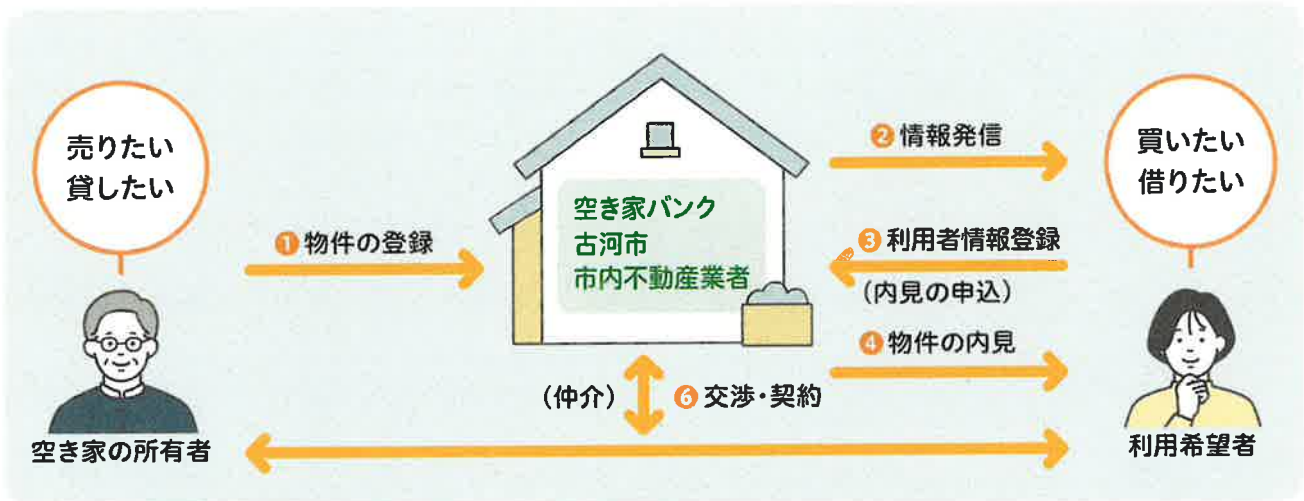 売りたい
貸したい
空き家の所有者
❶物件の登録
空き家バンク
古河市
市内不動産業者
❷情報発信
❸利用者情報登録
(内見の申込)
❹物件の内見
(仲介)
❻交渉・契約
買いたい
借りたい
利用希望者